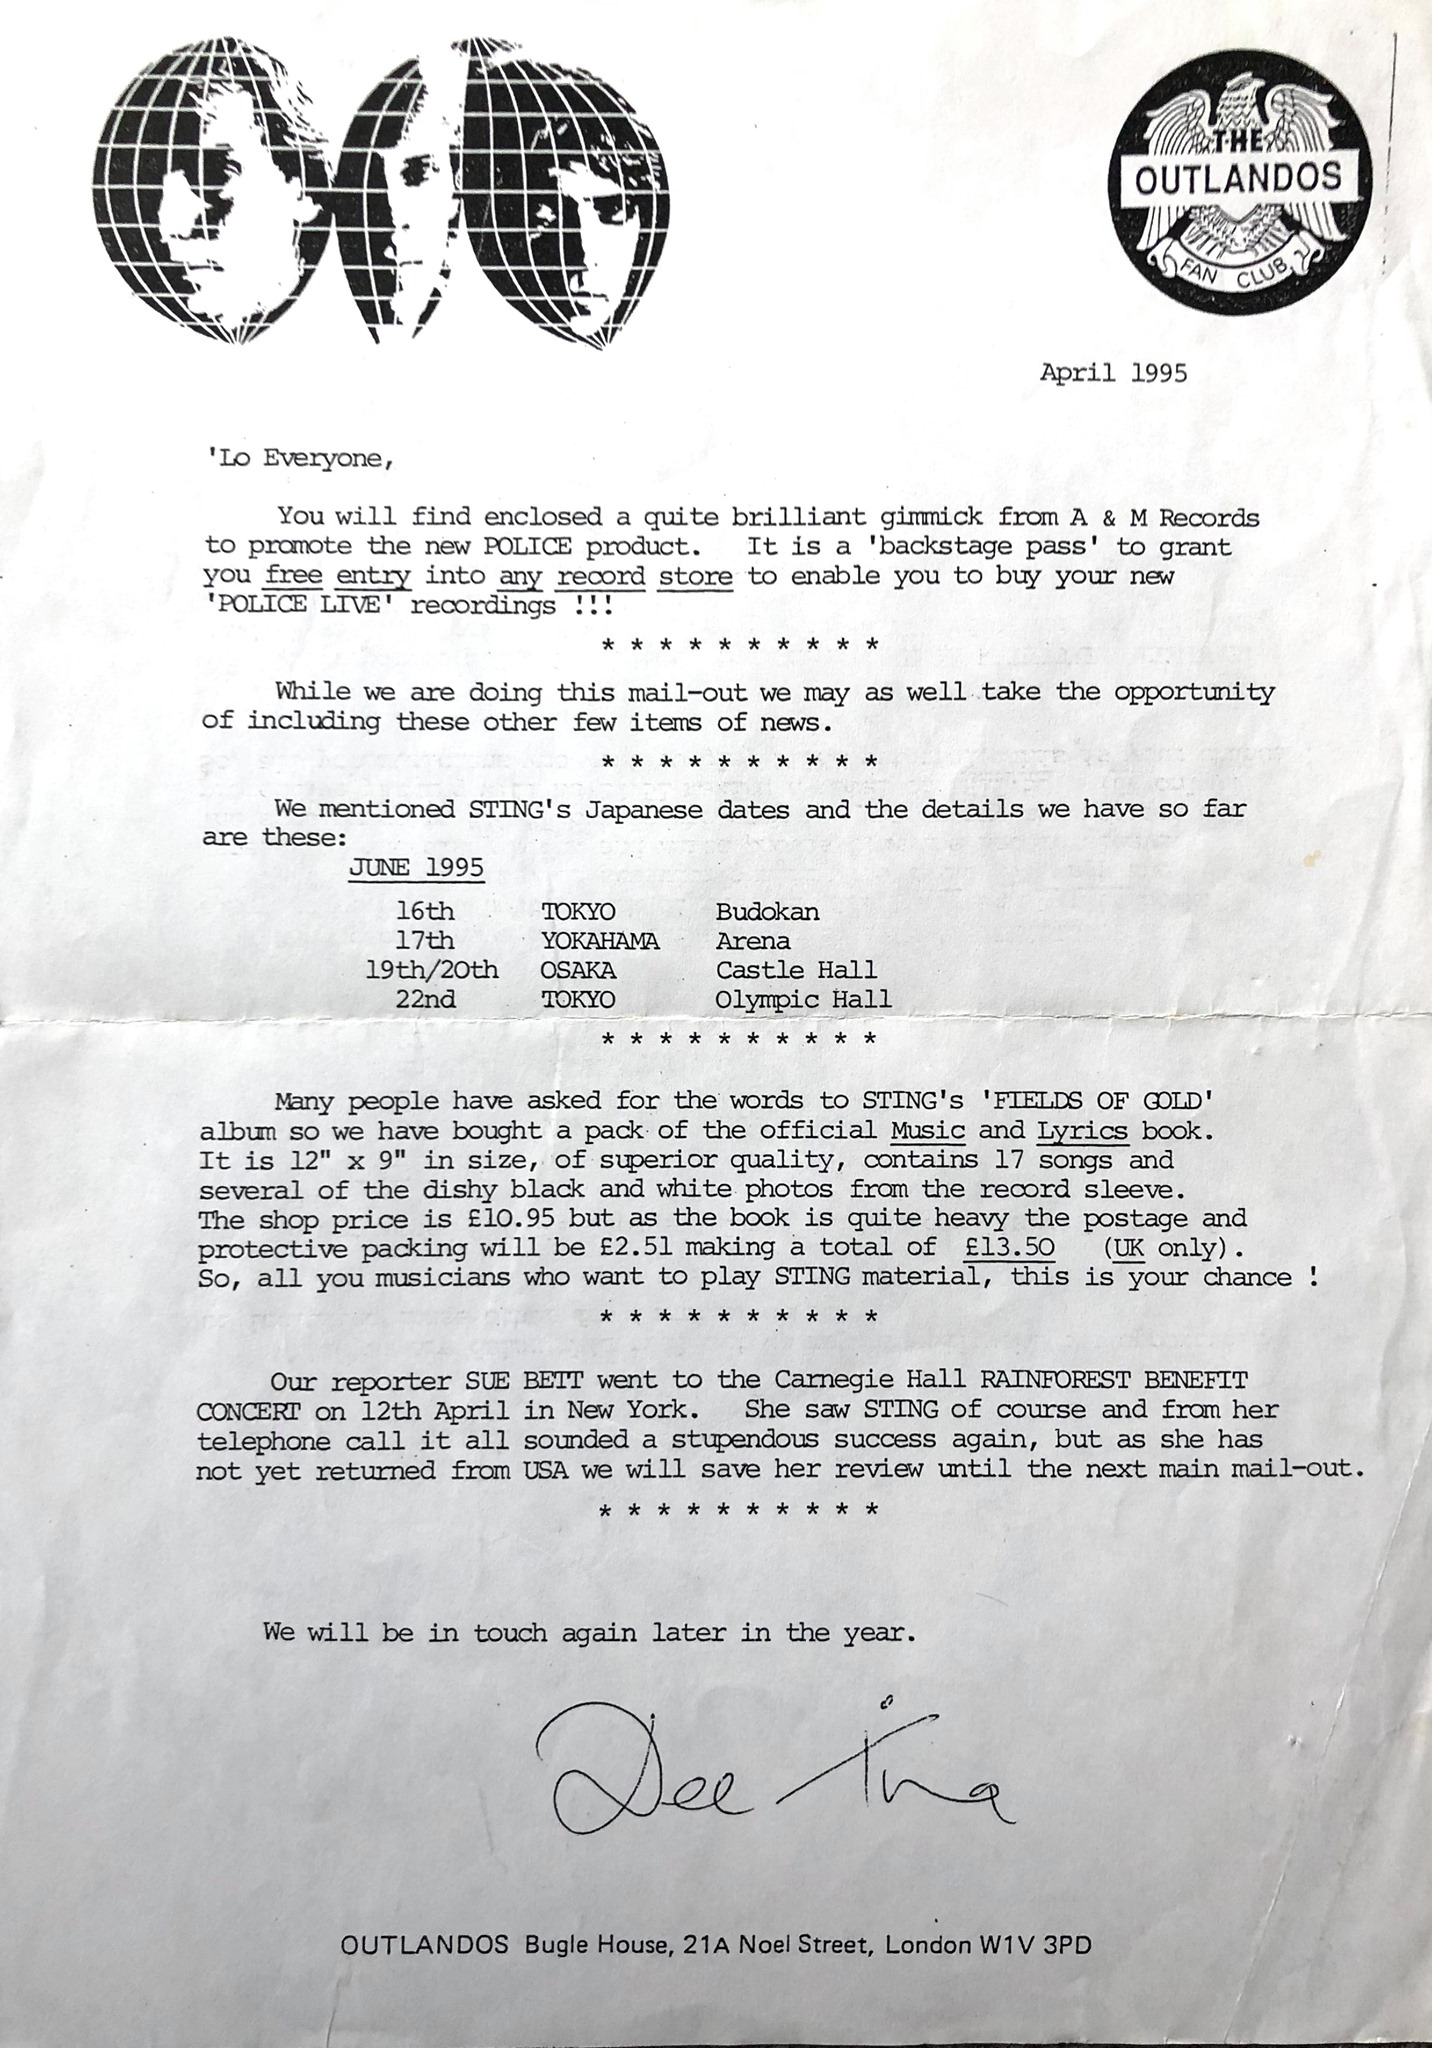 THE
OUTLANDOS
FAN CLUB
April 1995
'Lo Everyone,
You will find enclosed a quite brilliant gimmick from A & M Records
to promote the new POLICE product. It is a 'backstage pass' to grant
you free entry into any record store to enable you to buy your new
'POLICE LIVE' recordings !!!
* * * * * * * * * *
While we are doing this mail-out we may as well take the opportunity
of including these other few items of news.
* * * * * * * * * *
We mentioned STING's Japanese dates and the details we have so far
are these:
JUNE 1995
16th TOKYO Budokan
17th YOKAHAMA Arena
19th/20th OSAKA Castle Hall
22nd TOKYO Olympic Hall
* * * * * * * * * *
Many people have asked for the words to STING's 'FIELDS OF GOLD'
album so we have bought a pack of the official Music and Lyrics book.
It is 12" x 9" in size, of superior quality, contains 17 songs and
several of the dishy black and white photos from the record sleeve.
The shop price is £10.95 but as the book is quite heavy the postage and
protective packing will be £2.51 making a total of £13.50 (UK only).
So, all you musicians who want to play STING material, this is your chance !
* * * * * * * * * *
Our reporter SUE BETT went to the Carnegie Hall RAINFOREST BENEFIT
CONCERT on 12th April in New York. She saw STING of course and from her
telephone call it all sounded a stupendous success again, but as she has
not yet returned from USA we will save her review until the next main mail-out.
* * * * * * * * * *
We will be in touch again later in the year.
Dee Tina
OUTLANDOS Bugle House, 21A Noel Street, London W1V 3PD